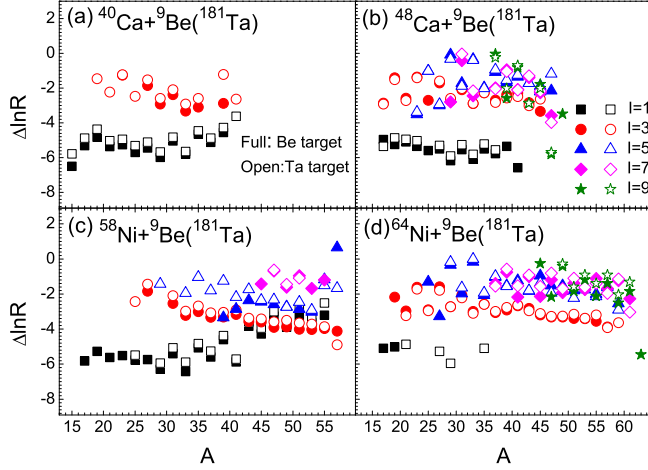 (a) ⁴⁰Ca+⁹Be(¹⁸¹Ta)
(b) ⁴⁸Ca+⁹Be(¹⁸¹Ta)
2
0
-2
-4
-6
-8
ΔlnR
Full: Be target
Open:Ta target
I=1
I=3
I=5
I=7
I=9
(c) ⁵⁸Ni+⁹Be(¹⁸¹Ta)
(d) ⁶⁴Ni+⁹Be(¹⁸¹Ta)
2
0
-2
-4
-6
-8
ΔlnR
15 20 25 30 35 40 45 50 55
15 20 25 30 35 40 45 50 55 60
A
A